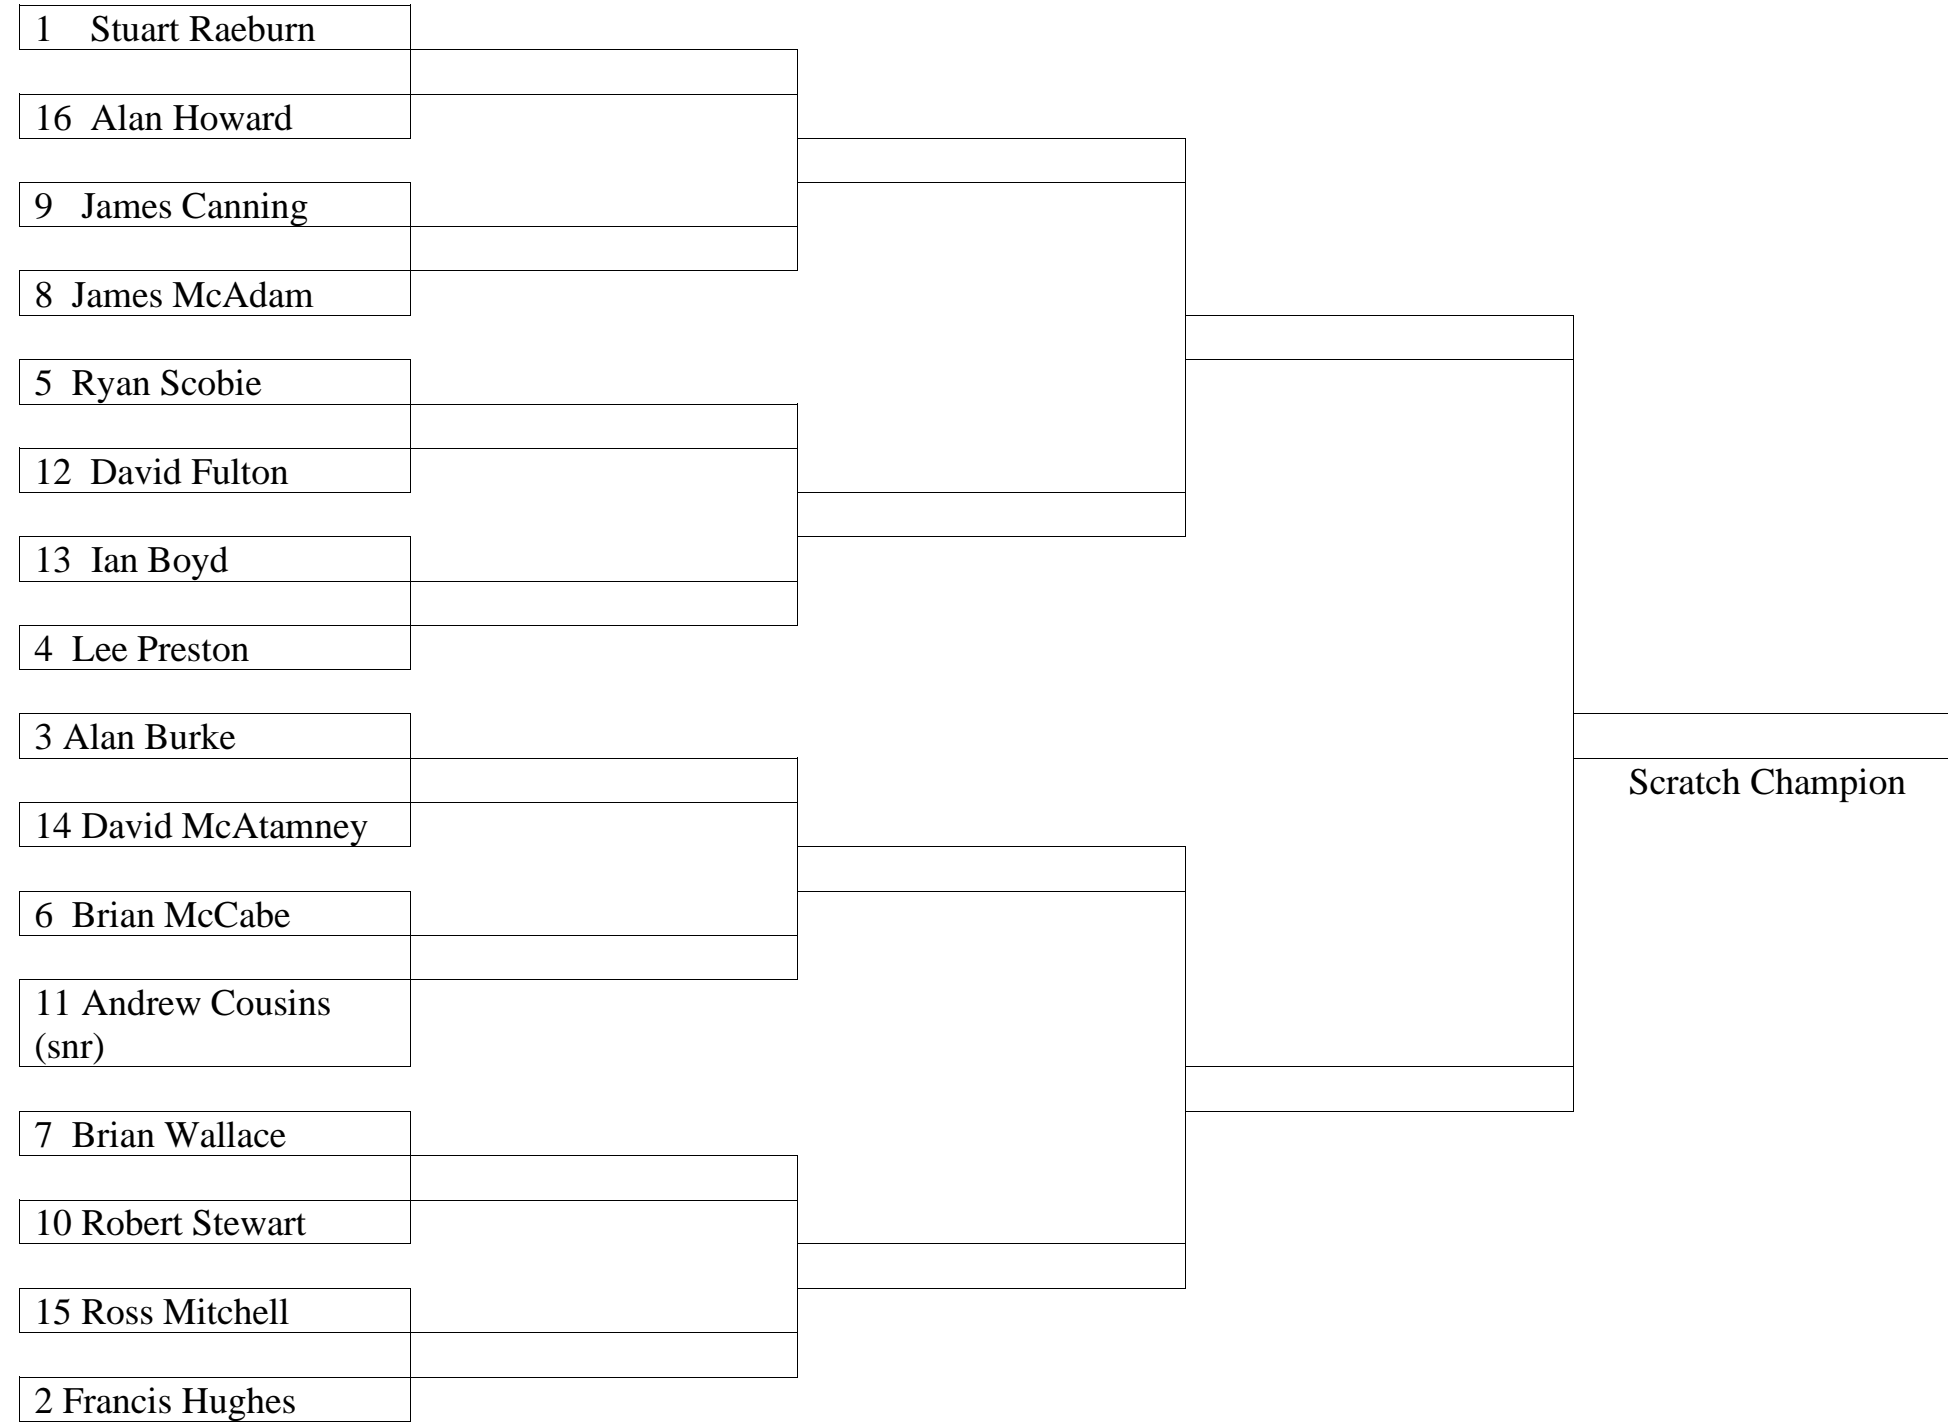 1 Stuart Raeburn
16 Alan Howard
9 James Canning
8 James McAdam
5 Ryan Scobie
12 David Fulton
13 Ian Boyd
4 Lee Preston
3 Alan Burke
Scratch Champion
14 David McAtamney
6 Brian McCabe
11 Andrew Cousins
(snr)
7 Brian Wallace
10 Robert Stewart
15 Ross Mitchell
2 Francis Hughes